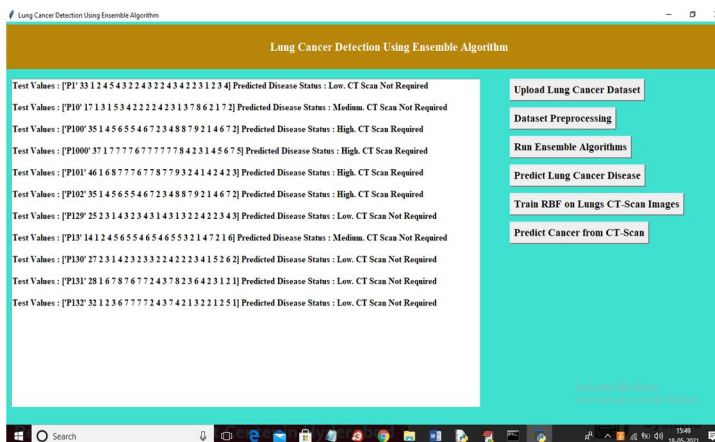 Lung Cancer Detection Using Ensemble Algorithm
Lung Cancer Detection Using Ensemble Algorithm
Test Values : ['P1' 33 1 2 4 5 4 3 2 2 4 3 2 2 4 3 4 2 2 3 1 2 3 4] Predicted Disease Status : Low. CT Scan Not Required
Test Values : ['P10' 17 1 3 1 5 3 4 2 2 2 2 4 2 3 1 3 7 8 6 2 1 7 2] Predicted Disease Status : Medium. CT Scan Not Required
Test Values : ['P100' 35 1 4 5 6 5 5 4 6 7 2 3 4 8 8 7 9 2 1 4 6 7 2] Predicted Disease Status : High. CT Scan Required
Test Values : ['P1000' 37 1 7 7 7 7 6 7 7 7 7 7 7 8 4 2 3 1 4 5 6 7 5] Predicted Disease Status : High. CT Scan Required
Test Values : ['P101' 46 1 6 8 7 7 7 6 7 7 8 7 7 9 3 2 4 1 4 2 4 2 3] Predicted Disease Status : High. CT Scan Required
Test Values : ['P102' 35 1 4 5 6 5 5 4 6 7 2 3 4 8 8 7 9 2 1 4 6 7 2] Predicted Disease Status : High. CT Scan Required
Test Values : ['P129' 25 2 3 1 4 3 2 3 4 3 1 4 3 1 3 2 2 4 2 2 3 4 3] Predicted Disease Status : Low. CT Scan Not Required
Test Values : ['P13' 14 1 2 4 5 6 5 5 4 6 5 4 6 5 5 3 2 1 4 7 2 1 6] Predicted Disease Status : Medium. CT Scan Not Required
Test Values : ['P130' 27 2 3 1 4 2 3 2 3 3 2 2 4 2 2 2 3 4 1 5 2 6 2] Predicted Disease Status : Low. CT Scan Not Required
Test Values : ['P131' 28 1 6 7 8 7 6 7 7 2 4 3 7 8 2 3 6 4 2 3 1 2 1] Predicted Disease Status : Low. CT Scan Not Required
Test Values : ['P132' 32 1 2 3 6 7 7 7 7 2 4 3 7 4 2 1 3 2 2 1 2 5 1] Predicted Disease Status : Low. CT Scan Not Required
Upload Lung Cancer Dataset
Dataset Preprocessing
Run Ensemble Algorithms
Predict Lung Cancer Disease
Train RBF on Lungs CT-Scan Images
Predict Cancer from CT-Scan
Search
15:49
18-05-2021